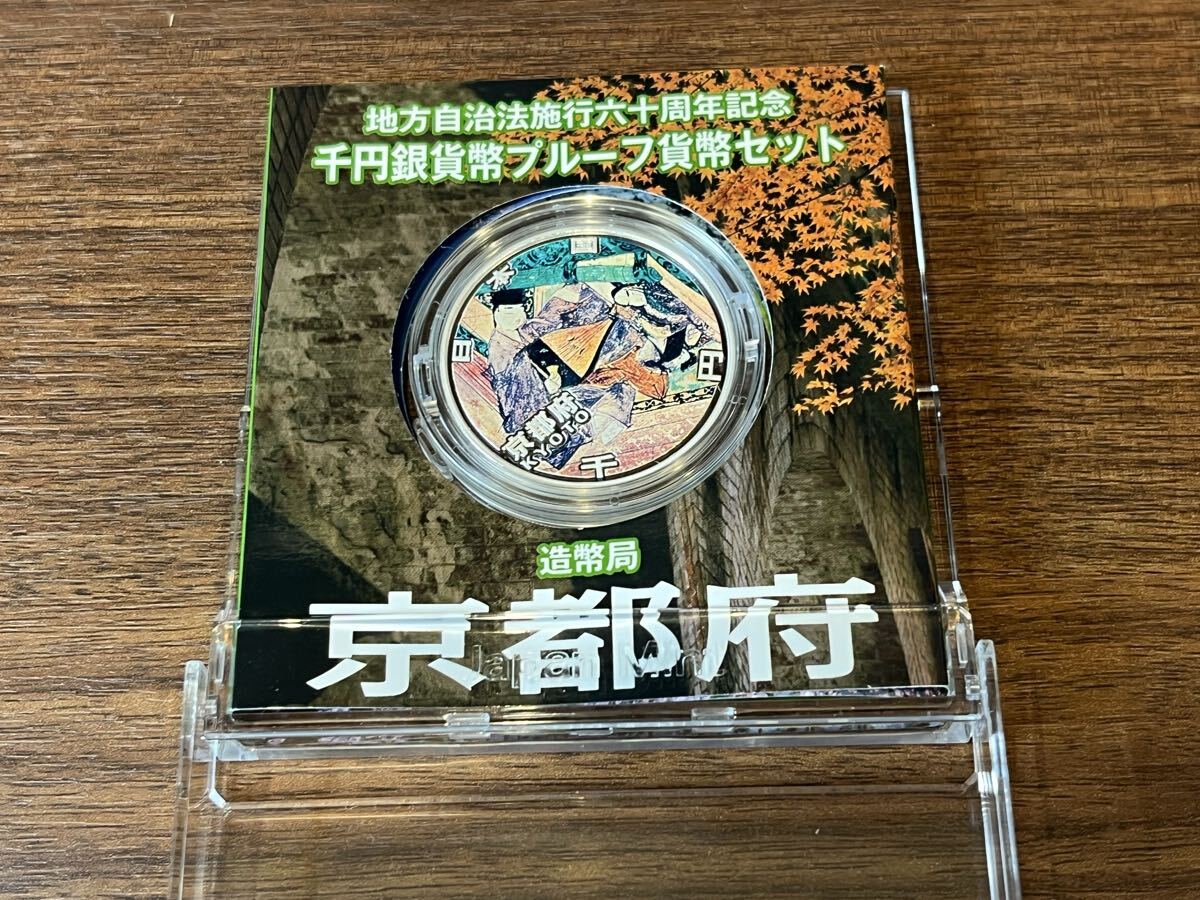 地方自治法施行六十周年記念
千円銀貨幣プルーフ貨幣セット
日本国
千円
京都府
KYOTO
造幣局
京都府
Japan Mint